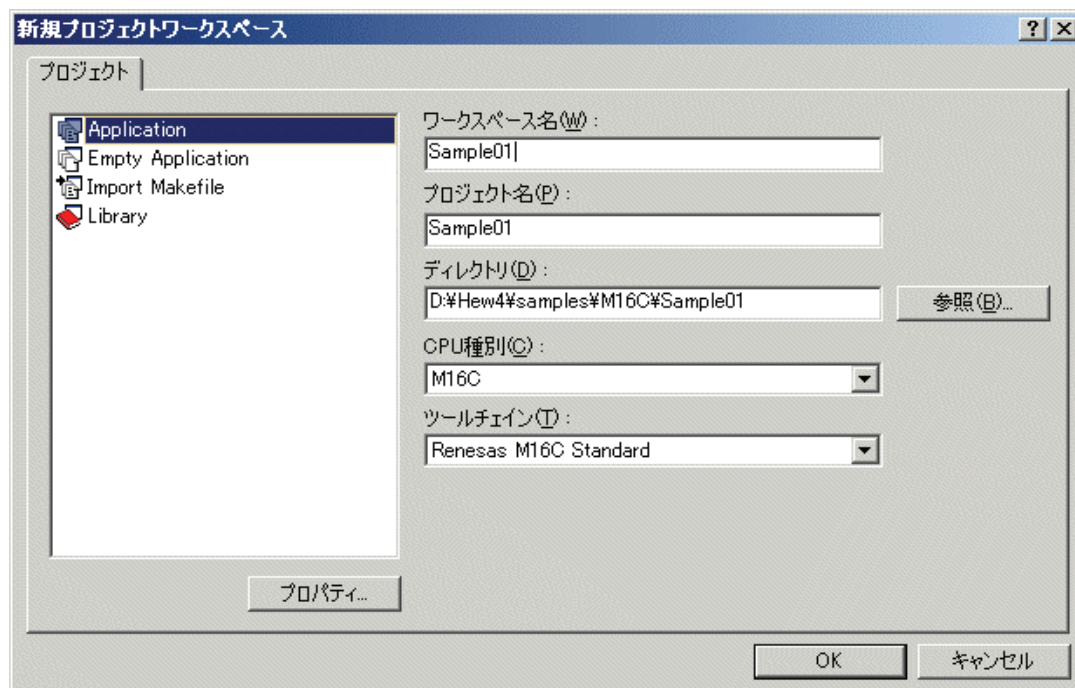 新規プロジェクトワークスペース
プロジェクト
Application
Empty Application
Import Makefile
Library
プロパティ...
ワークスペース名(W):
Sample01
プロジェクト名(P):
Sample01
ディレクトリ(D):
D:¥Hew4¥samples¥M16C¥Sample01
参照(B)...
CPU種別(C):
M16C
ツールチェイン(T):
Renesas M16C Standard
OK
キャンセル